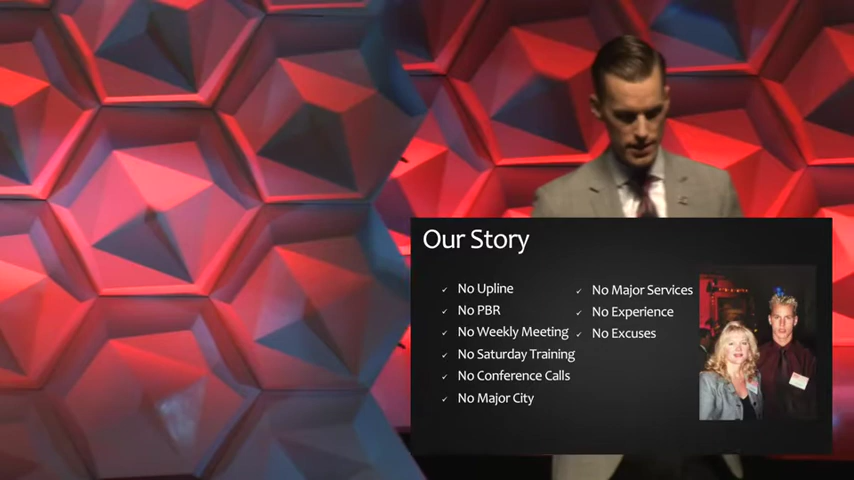 Our Story
No Upline
No PBR
No Weekly Meeting
No Saturday Training
No Conference Calls
No Major City
No Major Services
No Experience
No Excuses